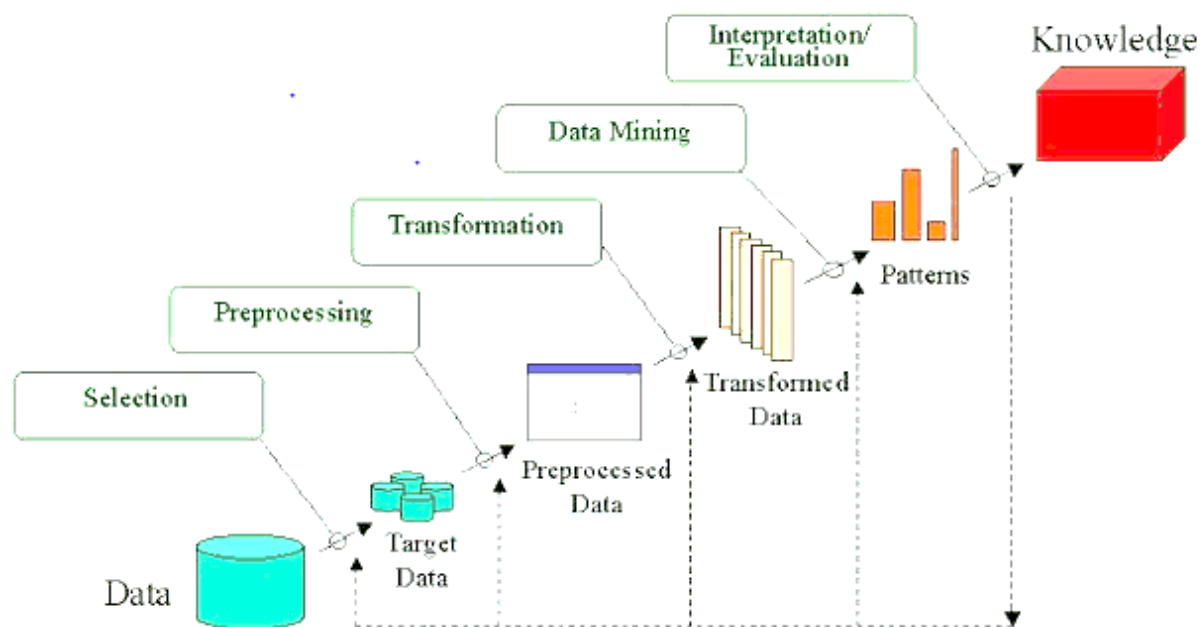 Interpretation/
Evaluation
Knowledge
Data Mining
Transformation
Patterns
Preprocessing
Transformed
Data
Selection
Preprocessed
Data
Target
Data
Data